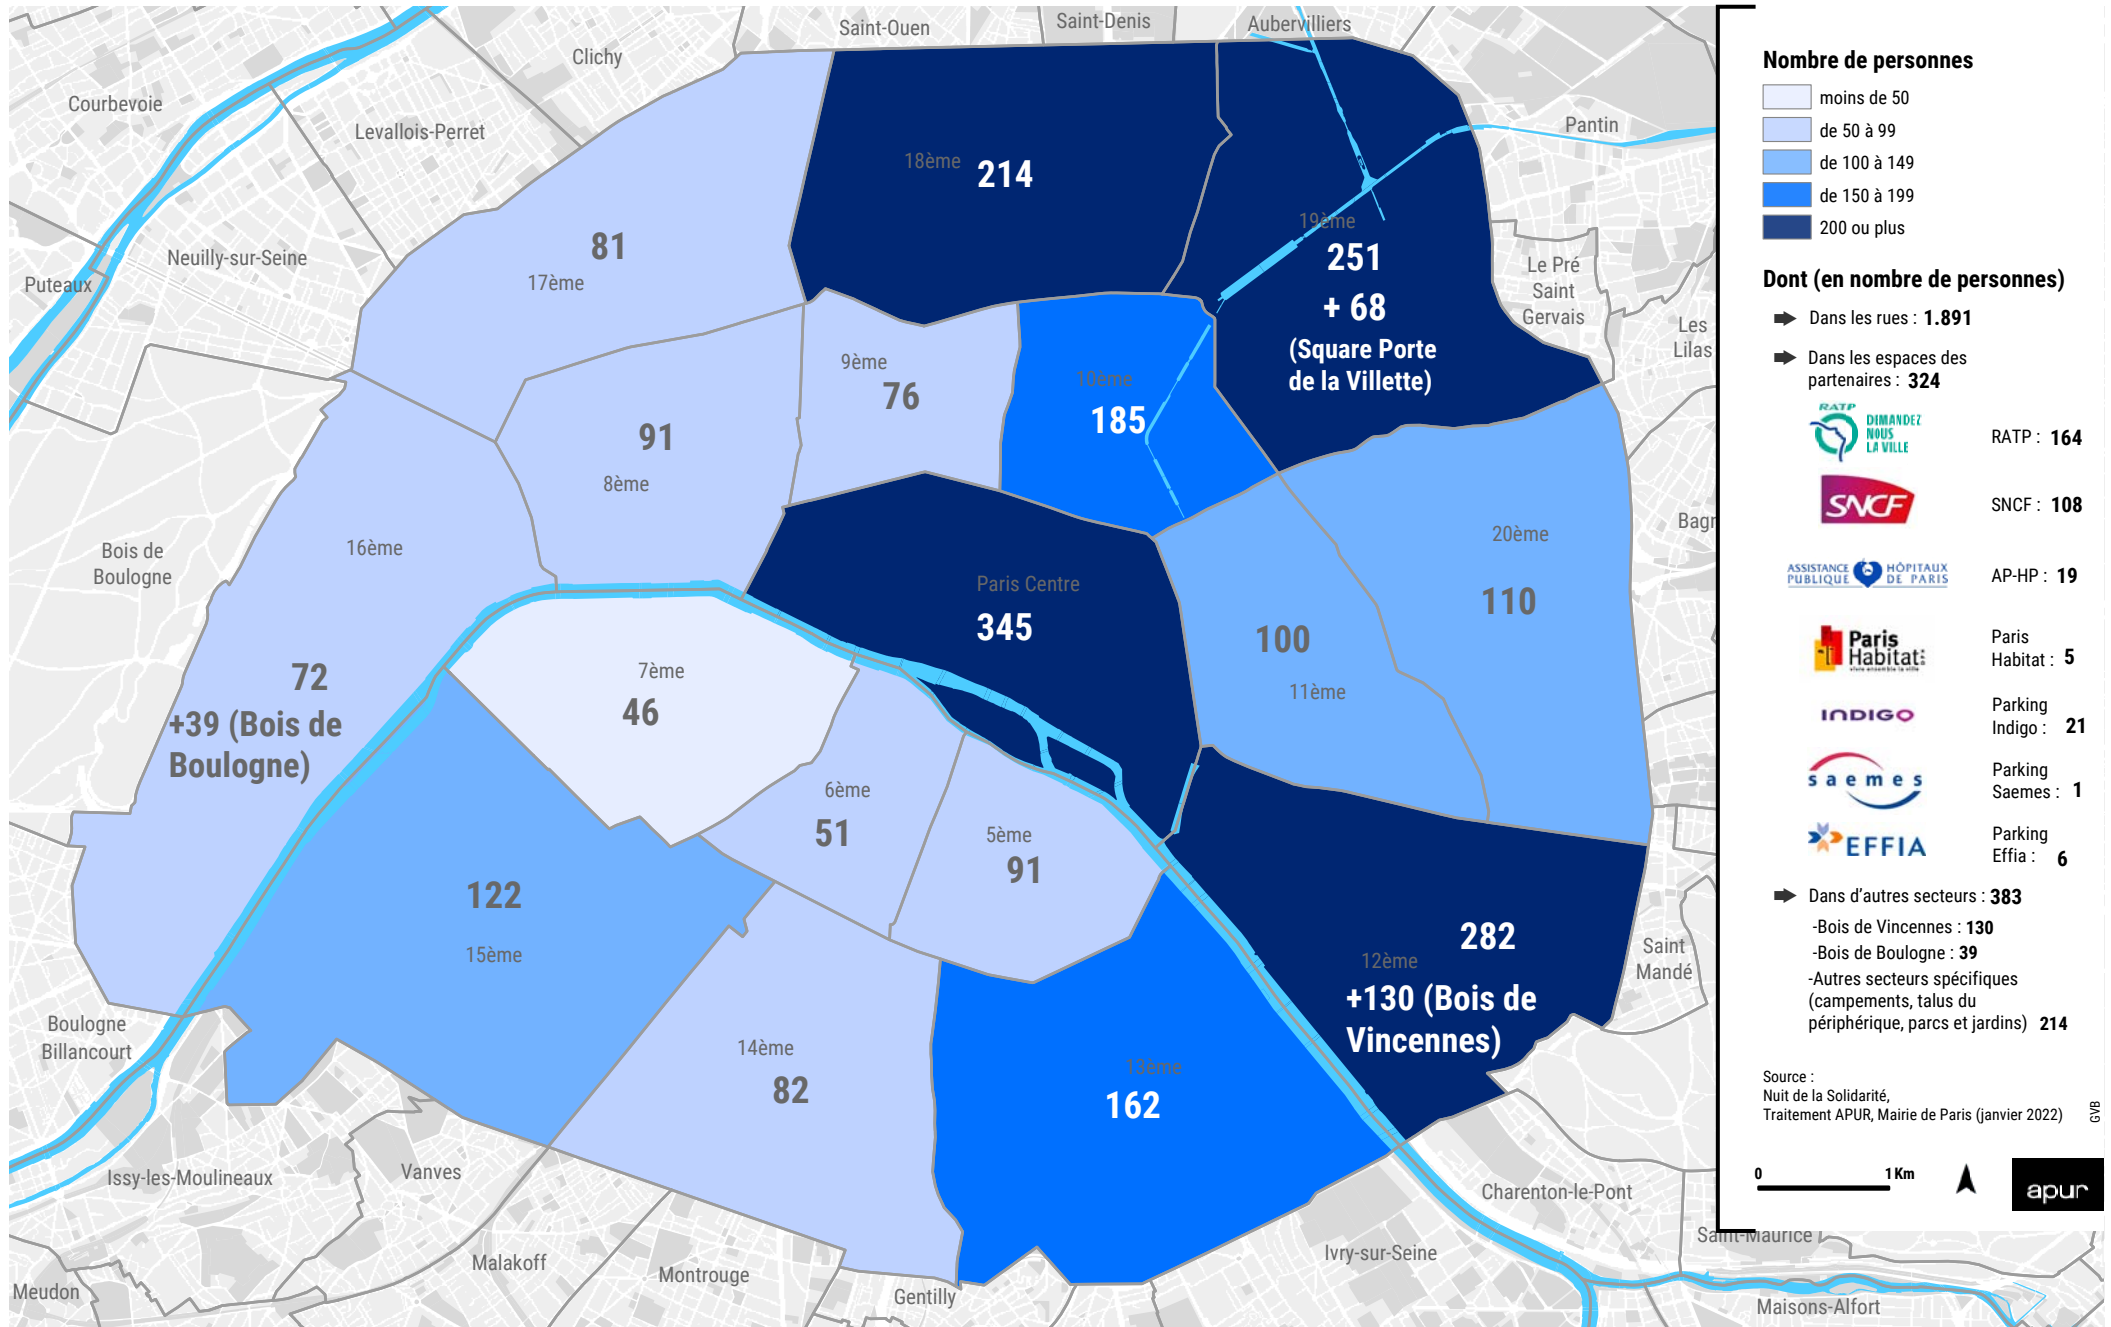 Saint-Ouen
Saint-Denis
Aubervilliers
Clichy
Courbevoie
Levallois-Perret
Pantin
Neuilly-sur-Seine
Puteaux
Le Pré
Saint
Gervais
Les
Lilas
18ème
214
19ème
251
+ 68
(Square Porte
de la Villette)
81
17ème
9ème
76
10ème
185
91
8ème
Bois de
Boulogne
16ème
72
+39 (Bois de
Boulogne)
Paris Centre
345
20ème
110
100
11ème
7ème
46
6ème
51
5ème
91
122
15ème
282
12ème
+130 (Bois de
Vincennes)
Saint
Mandé
14ème
82
13ème
162
Boulogne
Billancourt
Issy-les-Moulineaux
Vanves
Malakoff
Montrouge
Gentilly
Meudon
Ivry-sur-Seine
Charenton-le-Pont
Saint-Maurice
Maisons-Alfort
Nombre de personnes
moins de 50
de 50 à 99
de 100 à 149
de 150 à 199
200 ou plus
Dont (en nombre de personnes)
Dans les rues : 1.891
Dans les espaces des
partenaires : 324
RATP
DIMANDEZ
NOUS
LA VILLE
RATP : 164
SNCF
SNCF : 108
ASSISTANCE HÔPITAUX
PUBLIQUE DE PARIS
AP-HP : 19
Paris
Habitat
Paris
Habitat : 5
INDIGO
Parking
Indigo : 21
saemes
Parking
Saemes : 1
EFFIA
Parking
Effia : 6
Dans d'autres secteurs : 383
-Bois de Vincennes : 130
-Bois de Boulogne : 39
-Autres secteurs spécifiques
(campements, talus du
périphérique, parcs et jardins) 214
Source :
Nuit de la Solidarité,
Traitement APUR, Mairie de Paris (janvier 2022)
GVB
0 1 Km
apur